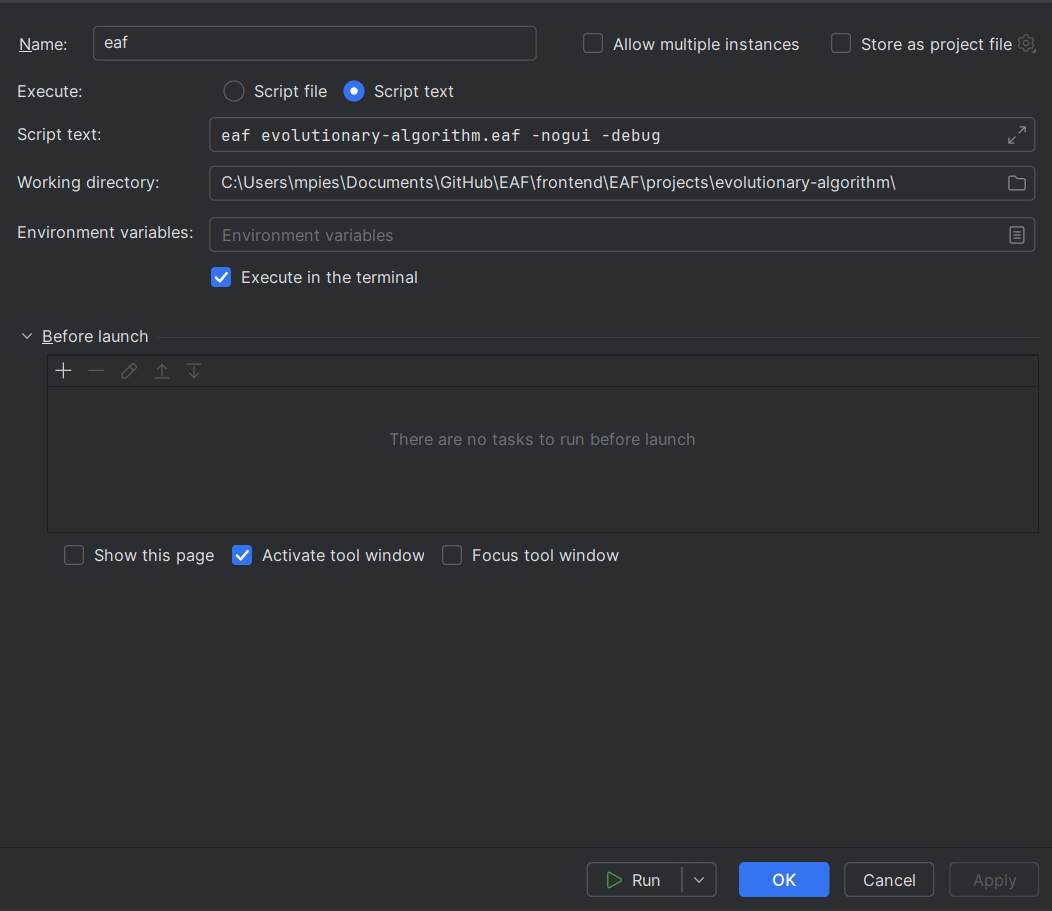 Name: eaf Allow multiple instances Store as project file
Execute: Script file Script text
Script text: eaf evolutionary-algorithm.eaf -nogui -debug
Working directory: C:\Users\mpies\Documents\GitHub\EAF\frontend\EAF\projects\evolutionary-algorithm\
Environment variables: Environment variables
Execute in the terminal
Before launch
There are no tasks to run before launch
Show this page Activate tool window Focus tool window
Run OK Cancel Apply